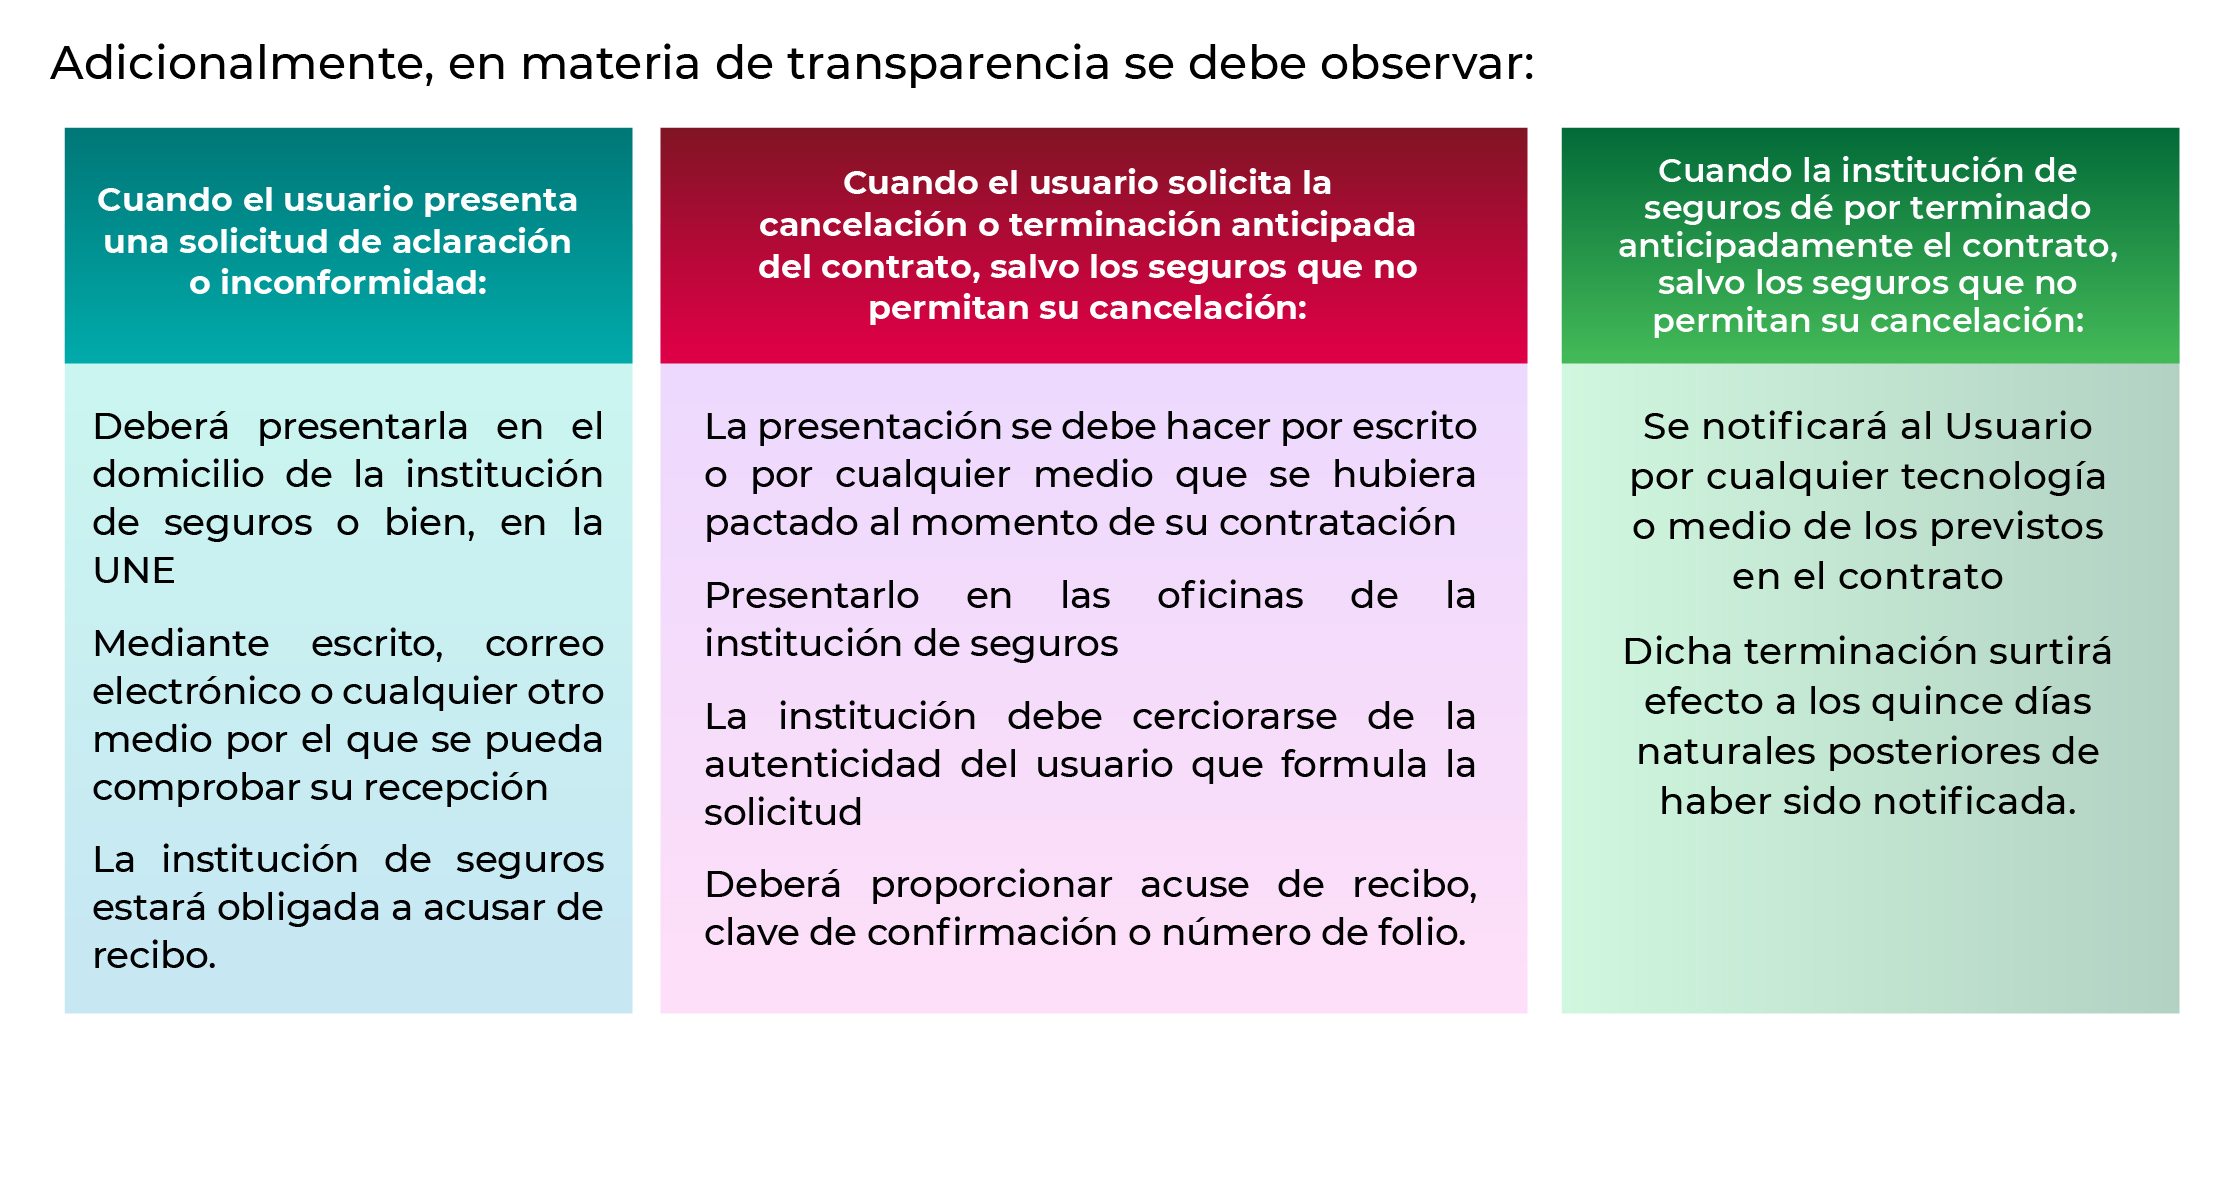 Adicionalmente, en materia de transparencia se debe observar:
Cuando el usuario presenta
una solicitud de aclaración
o inconformidad:
Deberá presentarla en el
domicilio de la institución
de seguros o bien, en la
UNE
Mediante escrito, correo
electrónico o cualquier otro
medio por el que se pueda
comprobar su recepción
La institución de seguros
estará obligada a acusar de
recibo.
Cuando el usuario solicita la
cancelación o terminación anticipada
del contrato, salvo los seguros que no
permitan su cancelación:
La presentación se debe hacer por escrito
o por cualquier medio que se hubiera
pactado al momento de su contratación
Presentarlo en las oficinas de la
institución de seguros
La institución debe cerciorarse de la
autenticidad del usuario que formula la
solicitud
Deberá proporcionar acuse de recibo,
clave de confirmación o número de folio.
Cuando la institución de
seguros dé por terminado
anticipadamente el contrato,
salvo los seguros que no
permitan su cancelación:
Se notificará al Usuario
por cualquier tecnología
o medio de los previstos
en el contrato
Dicha terminación surtirá
efecto a los quince días
naturales posteriores de
haber sido notificada.